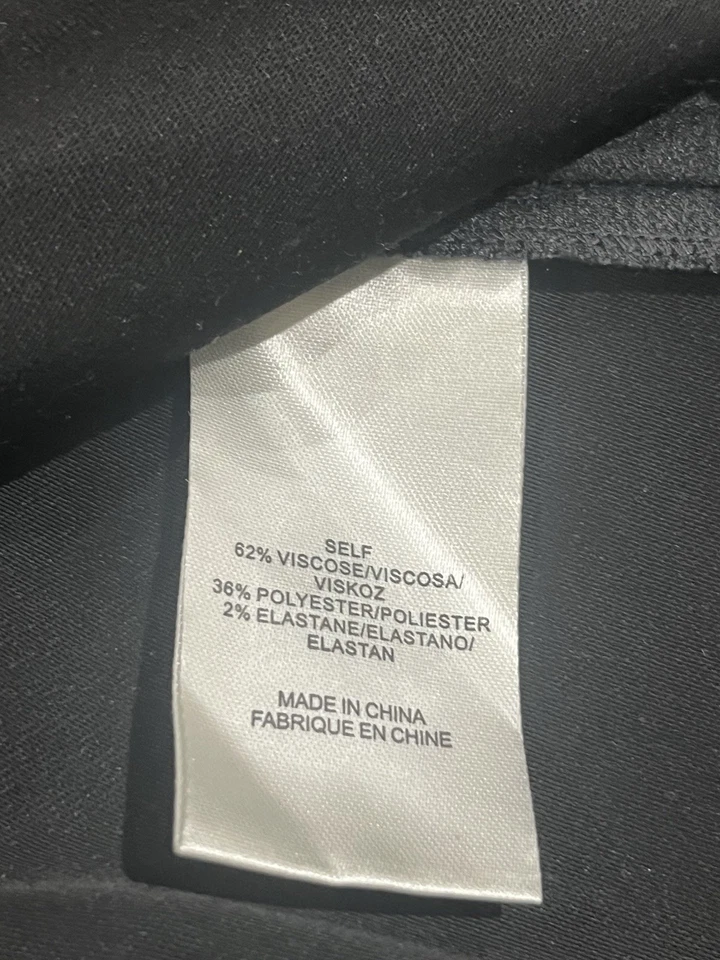 SELF
62% VISCOSE/VISCOSA/
VISKOZ
36% POLYESTER/POLIESTER
2% ELASTANE/ELASTANO/
ELASTAN
MADE IN CHINA
FABRIQUE EN CHINE